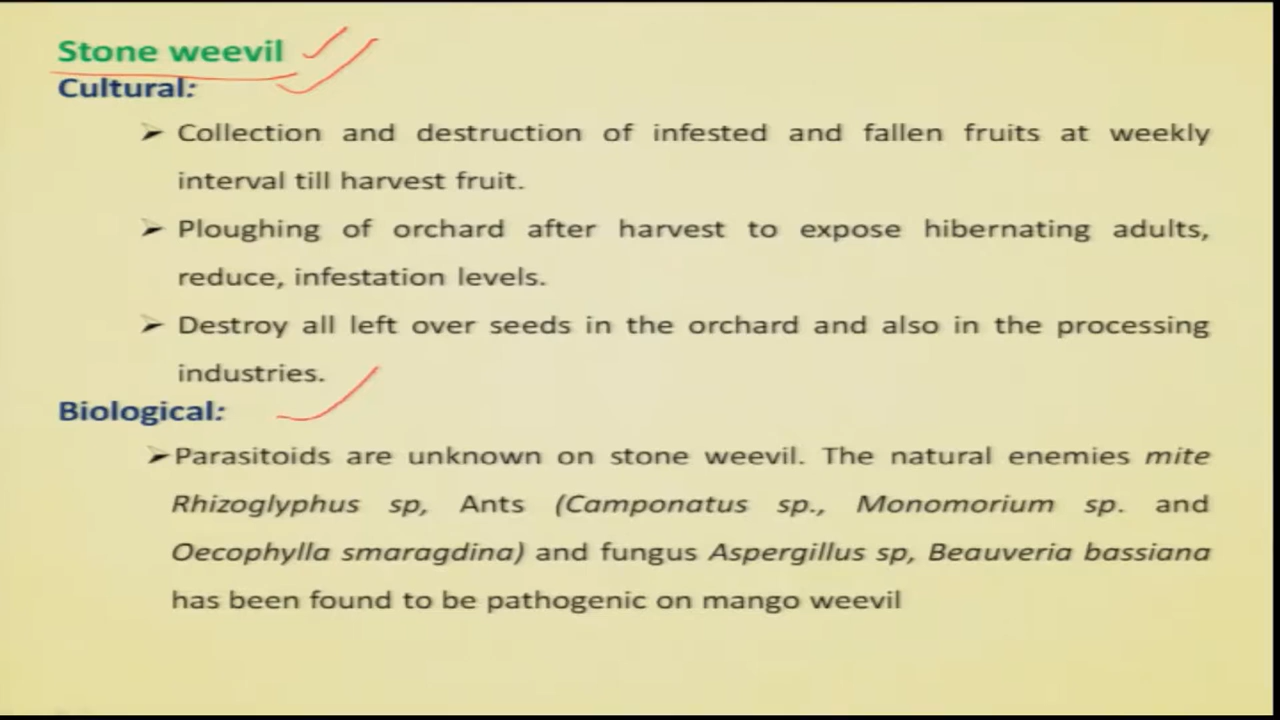 Stone weevil
Cultural:
➢ Collection and destruction of infested and fallen fruits at weekly
interval till harvest fruit.
➢ Ploughing of orchard after harvest to expose hibernating adults,
reduce, infestation levels.
➢ Destroy all left over seeds in the orchard and also in the processing
industries.
Biological:
➢Parasitoids are unknown on stone weevil. The natural enemies mite
Rhizoglyphus sp, Ants (Camponatus sp., Monomorium sp. and
Oecophylla smaragdina) and fungus Aspergillus sp, Beauveria bassiana
has been found to be pathogenic on mango weevil